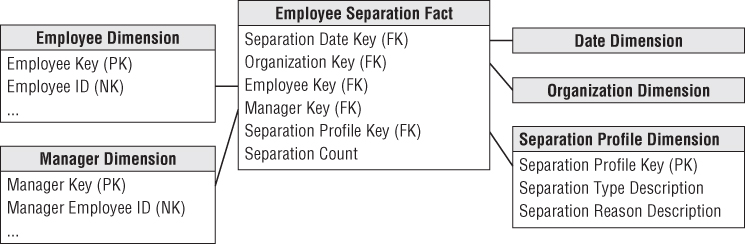 Employee Dimension
Employee Key (PK)
Employee ID (NK)
...
Manager Dimension
Manager Key (PK)
Manager Employee ID (NK)
...
Employee Separation Fact
Separation Date Key (FK)
Organization Key (FK)
Employee Key (FK)
Manager Key (FK)
Separation Profile Key (FK)
Separation Count
Date Dimension
Organization Dimension
Separation Profile Dimension
Separation Profile Key (PK)
Separation Type Description
Separation Reason Description